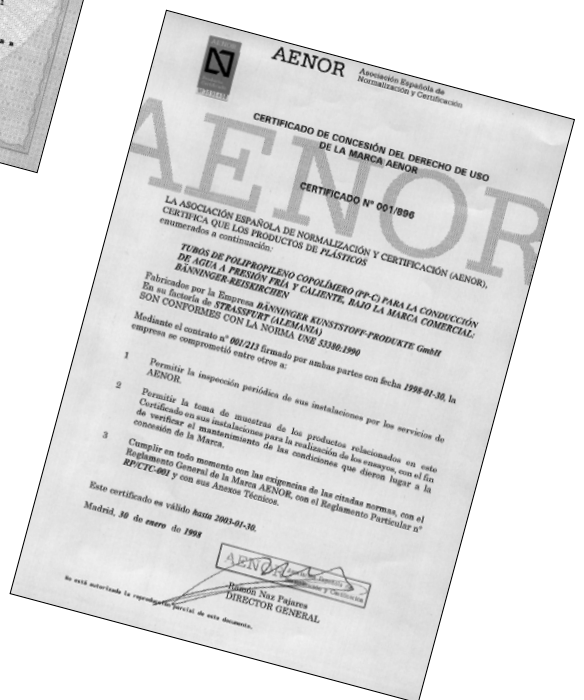 AENOR
AENOR Asociación Española de
Normalización y Certificación
AENOR
CERTIFICADO DE CONCESIÓN DEL DERECHO DE USO
DE LA MARCA AENOR
CERTIFICADO Nº 001/896
LA ASOCIACIÓN ESPAÑOLA DE NORMALIZACIÓN Y CERTIFICACIÓN (AENOR),
CERTIFICA QUE LOS PRODUCTOS DE PLÁSTICOS
enumerados a continuación:
TUBOS DE POLIPROPILENO COPOLÍMERO (PP-C) PARA LA CONDUCCIÓN
DE AGUA A PRESIÓN FRÍA Y CALIENTE, BAJO LA MARCA COMERCIAL:
BÄNNINGER-REISKIRCHEN
Fabricados por la Empresa BÄNNINGER KUNSTSTOFF-PRODUKTE GmbH
En su factoría de STRASSFURT (ALEMANIA)
SON CONFORMES CON LA NORMA UNE 53380:1990
Mediante el contrato nº 001/213 firmado por ambas partes con fecha 1998-01-30, la
empresa se comprometió entre otros a:
1 Permitir la inspección periódica de sus instalaciones por los servicios de
AENOR.
2 Permitir la toma de muestras de los productos relacionados en este
Certificado en sus instalaciones para la realización de los ensayos, con el fin
de verificar el mantenimiento de las condiciones que dieron lugar a la
concesión de la Marca.
3 Cumplir en todo momento con las exigencias de las citadas normas, con el
Reglamento General de la Marca AENOR, con el Reglamento Particular nº
RP/CTC-001 y con sus Anexos Técnicos.
Este certificado es válido hasta 2003-01-30.
Madrid, 30 de enero de 1998
AENOR Asociación Española de
Normalización y Certificación
Ramón Naz Pajares
DIRECTOR GENERAL
No está autorizada la reproducción parcial de este documento.